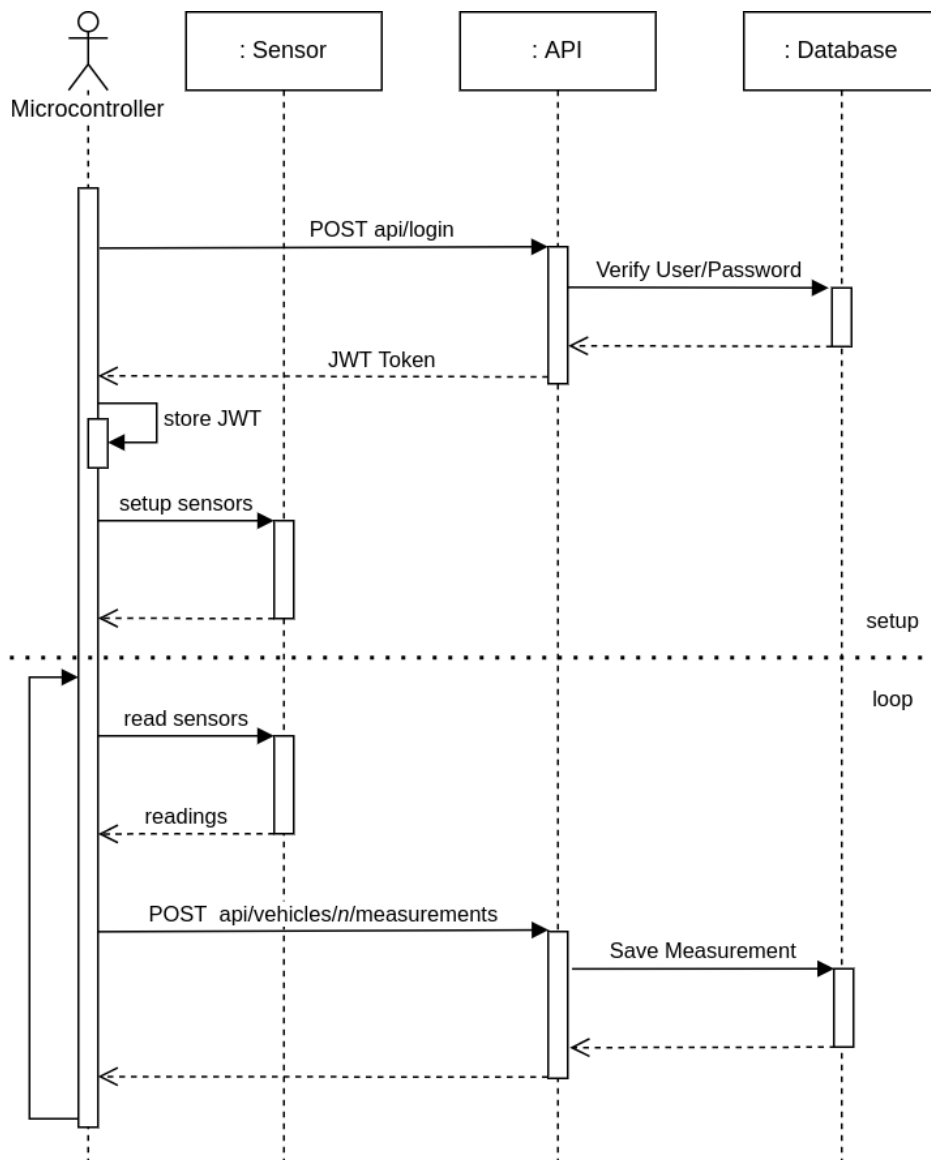 : Sensor
: API
: Database
Microcontroller
POST api/login
Verify User/Password
JWT Token
store JWT
setup sensors
setup
loop
read sensors
readings
POST  api/vehicles/n/measurements
Save Measurement